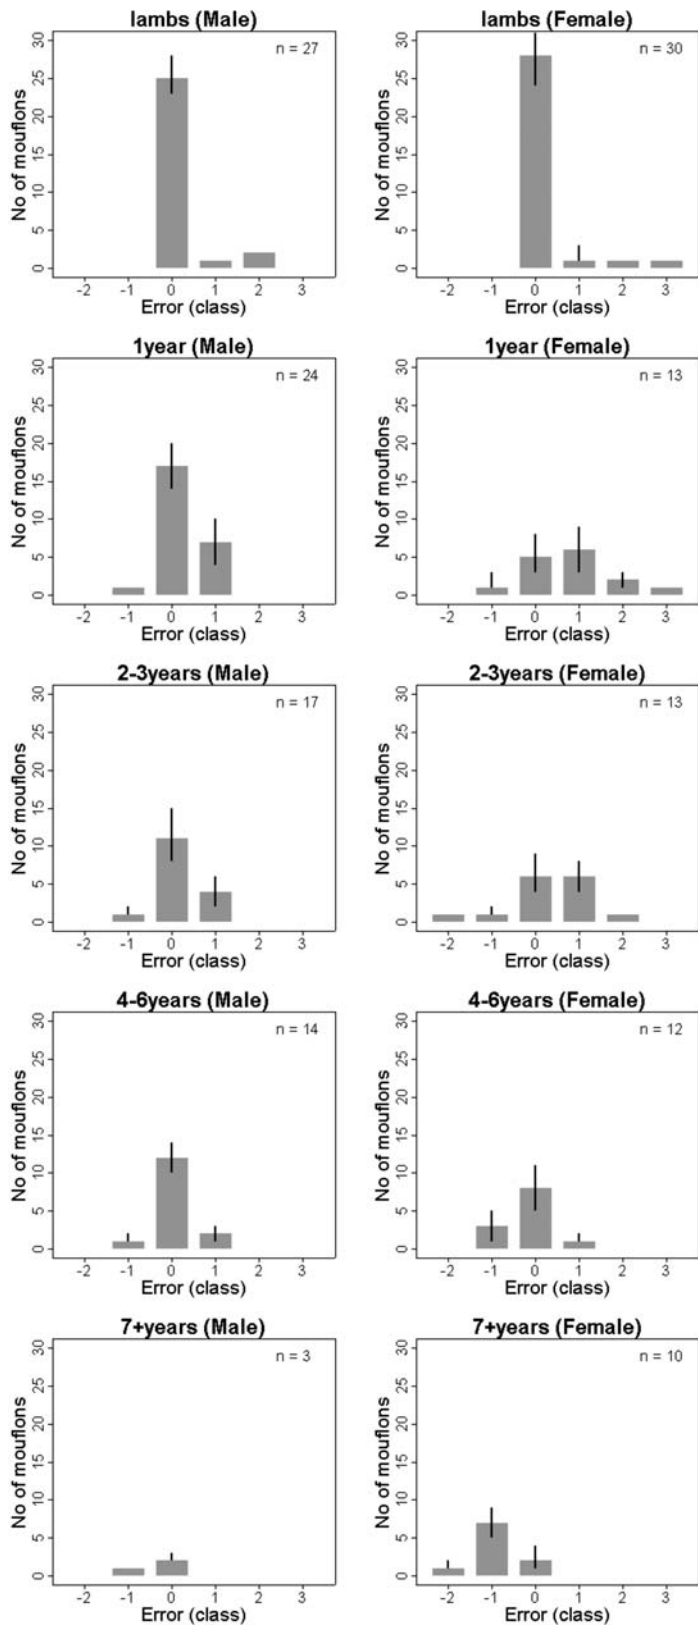 lambs (Male)
n = 27
No of mouflons
0 5 10 15 20 25 30
-2 -1 0 1 2 3
Error (class)
lambs (Female)
n = 30
No of mouflons
0 5 10 15 20 25 30
-2 -1 0 1 2 3
Error (class)
1year (Male)
n = 24
No of mouflons
0 5 10 15 20 25 30
-2 -1 0 1 2 3
Error (class)
1year (Female)
n = 13
No of mouflons
0 5 10 15 20 25 30
-2 -1 0 1 2 3
Error (class)
2-3years (Male)
n = 17
No of mouflons
0 5 10 15 20 25 30
-2 -1 0 1 2 3
Error (class)
2-3years (Female)
n = 13
No of mouflons
0 5 10 15 20 25 30
-2 -1 0 1 2 3
Error (class)
4-6years (Male)
n = 14
No of mouflons
0 5 10 15 20 25 30
-2 -1 0 1 2 3
Error (class)
4-6years (Female)
n = 12
No of mouflons
0 5 10 15 20 25 30
-2 -1 0 1 2 3
Error (class)
7+years (Male)
n = 3
No of mouflons
0 5 10 15 20 25 30
-2 -1 0 1 2 3
Error (class)
7+years (Female)
n = 10
No of mouflons
0 5 10 15 20 25 30
-2 -1 0 1 2 3
Error (class)